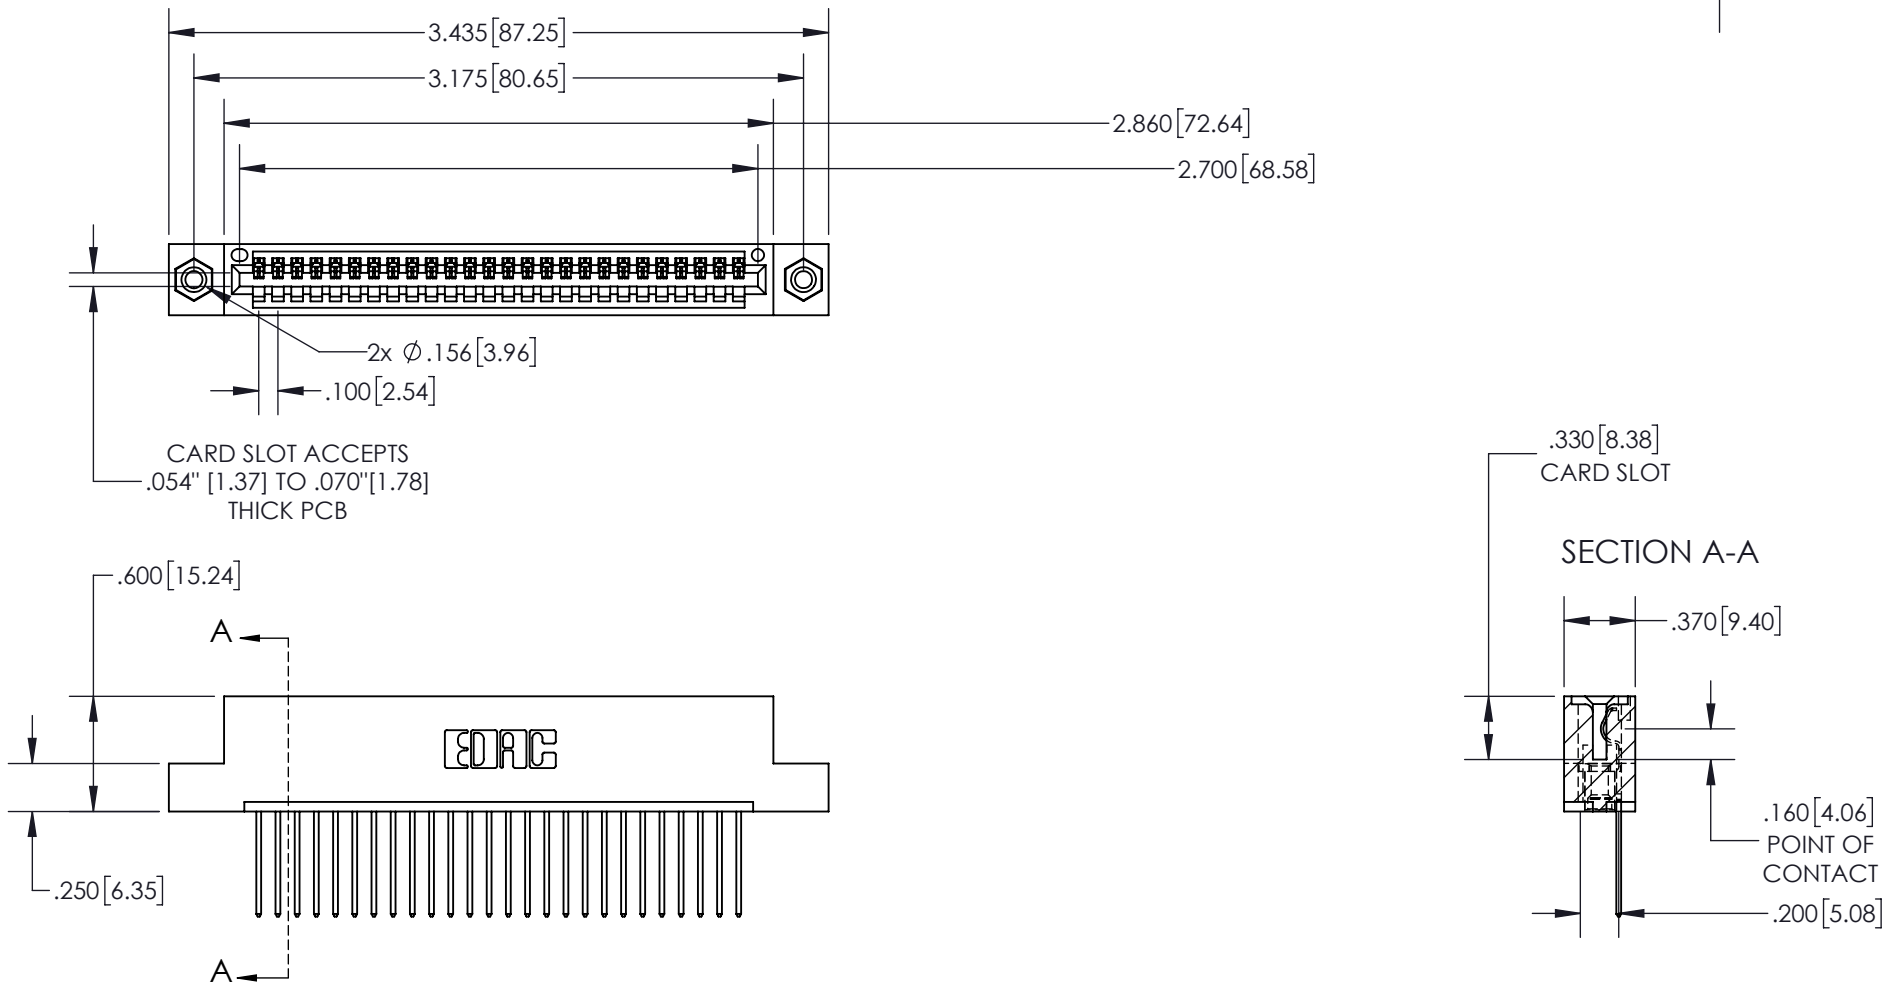 3.435[87.25]
3.175[80.65]
2.860[72.64]
2.700[68.58]
2x Ø.156[3.96]
.100[2.54]
CARD SLOT ACCEPTS
.054" [1.37] TO .070"[1.78]
THICK PCB
.330[8.38]
CARD SLOT
SECTION A-A
.600[15.24]
.370[9.40]
A
EDAC
.160[4.06]
POINT OF
CONTACT
.250[6.35]
.200[5.08]
A